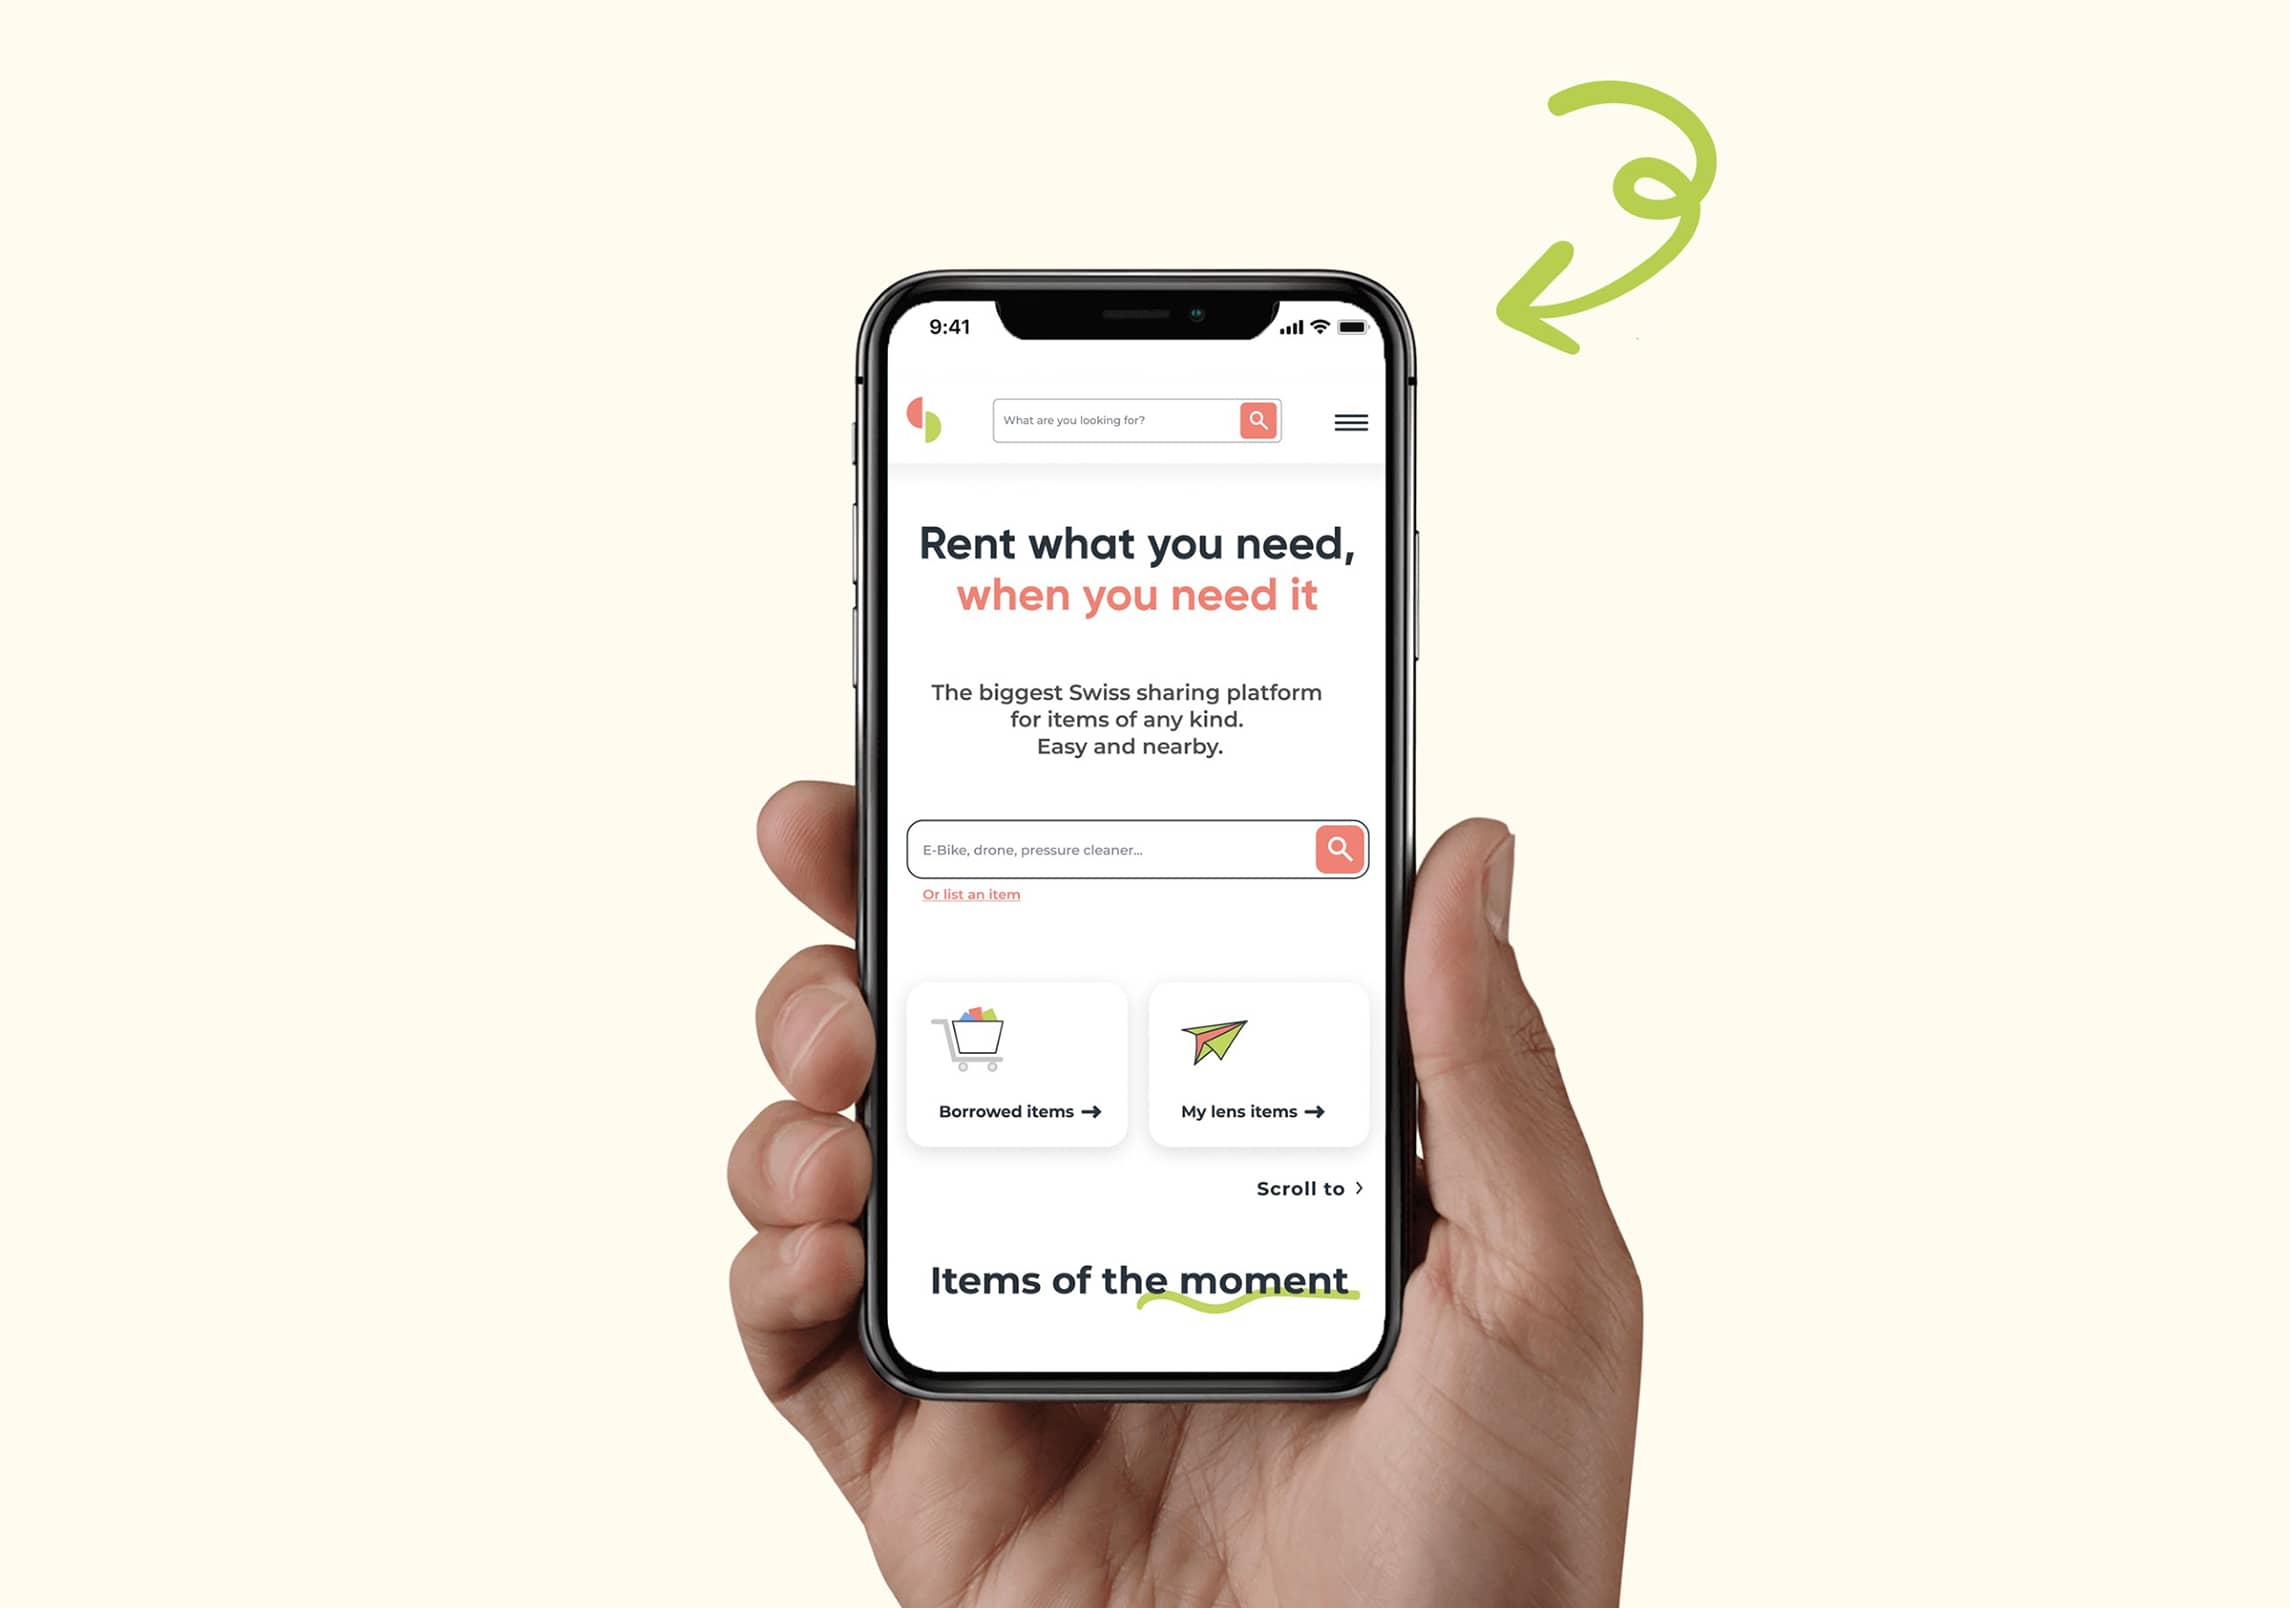 9:41
What are you looking for?
Rent what you need,
when you need it
The biggest Swiss sharing platform
for items of any kind.
Easy and nearby.
E-Bike, drone, pressure cleaner...
Or list an item
Borrowed items
My lens items
Scroll to
Items of the moment